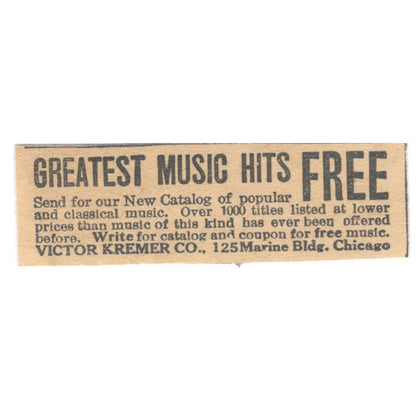 GREATEST MUSIC HITS FREE
Send for our New Catalog of popular
and classical music. Over 1000 titles listed at lower
prices than music of this kind has ever been offered
before. Write for catalog and coupon for free music.
VICTOR KREMER CO., 125 Marine Bldg. Chicago